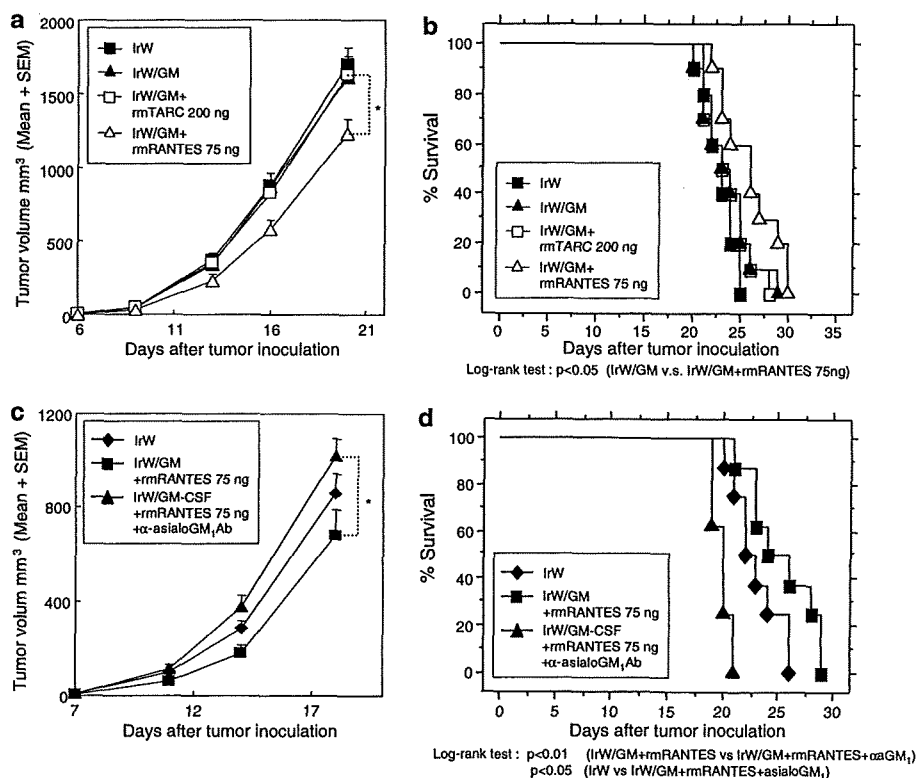 a
2000
1500
1000
500
0
Tumor volume mm³ (Mean + SEM)
IrW
IrW/GM
IrW/GM+
rmTARC 200 ng
IrW/GM+
rmRANTES 75 ng
*
6 11 16 21
Days after tumor inoculation
b
100
80
60
40
20
0
% Survival
IrW
IrW/GM
IrW/GM+
rmTARC 200 ng
IrW/GM+
rmRANTES 75 ng
0 5 10 15 20 25 30 35
Days after tumor inoculation
Log-rank test : p<0.05 (IrW/GM v.s. IrW/GM+rmRANTES 75ng)
c
1200
800
400
0
Tumor volum mm³ (Mean + SEM)
IrW
IrW/GM
+rmRANTES 75 ng
IrW/GM-CSF
+rmRANTES 75 ng
+α-asialoGM₁Ab
*
7 12 17
Days after tumor inoculation
d
100
80
60
40
20
0
% Survival
IrW
IrW/GM
+rmRANTES 75 ng
IrW/GM-CSF
+rmRANTES 75 ng
+α-asialoGM₁Ab
0 5 10 15 20 25 30
Days after tumor inoculation
Log-rank test : p<0.01 (IrW/GM+rmRANTES vs IrW/GM+rmRANTES+αaGM₁)
p<0.05 (IrW vs IrW/GM+rmRANTES+asialoGM₁)